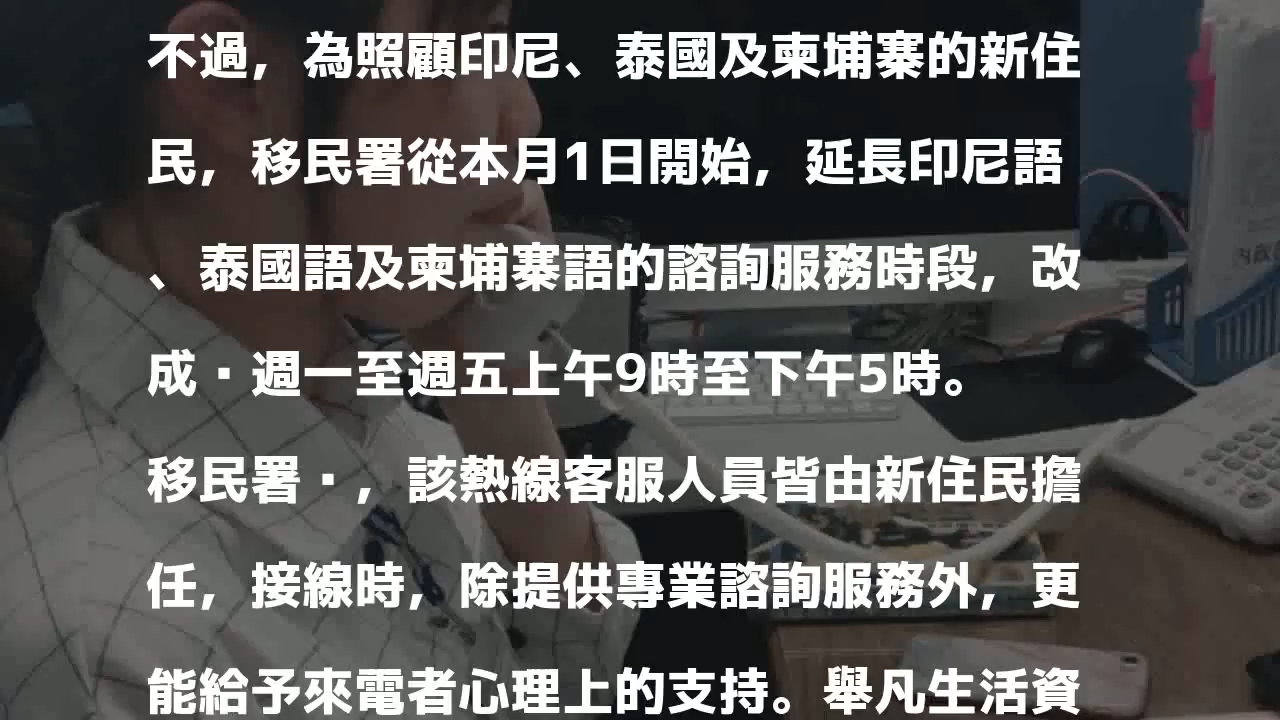 不過，為照顧印尼、泰國及柬埔寨的新住
民，移民署從本月1日開始，延長印尼語
、泰國語及柬埔寨語的諮詢服務時段，改
成·週一至週五上午9時至下午5時。
移民署·，該熱線客服人員皆由新住民擔
任，接線時，除提供專業諮詢服務外，更
能給予來電者心理上的支持。舉凡生活資